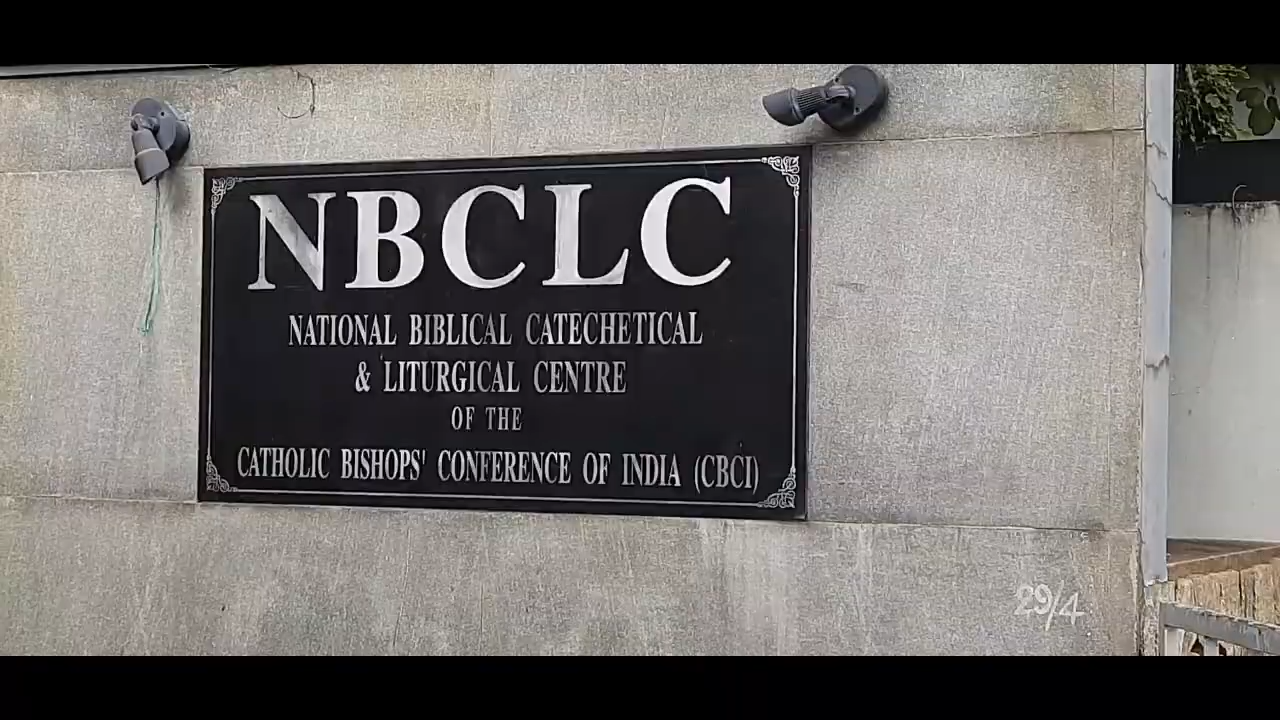 NBCLC
NATIONAL BIBLICAL CATECHETICAL
& LITURGICAL CENTRE
OF THE
CATHOLIC BISHOPS' CONFERENCE OF INDIA (CBCI)
29/4